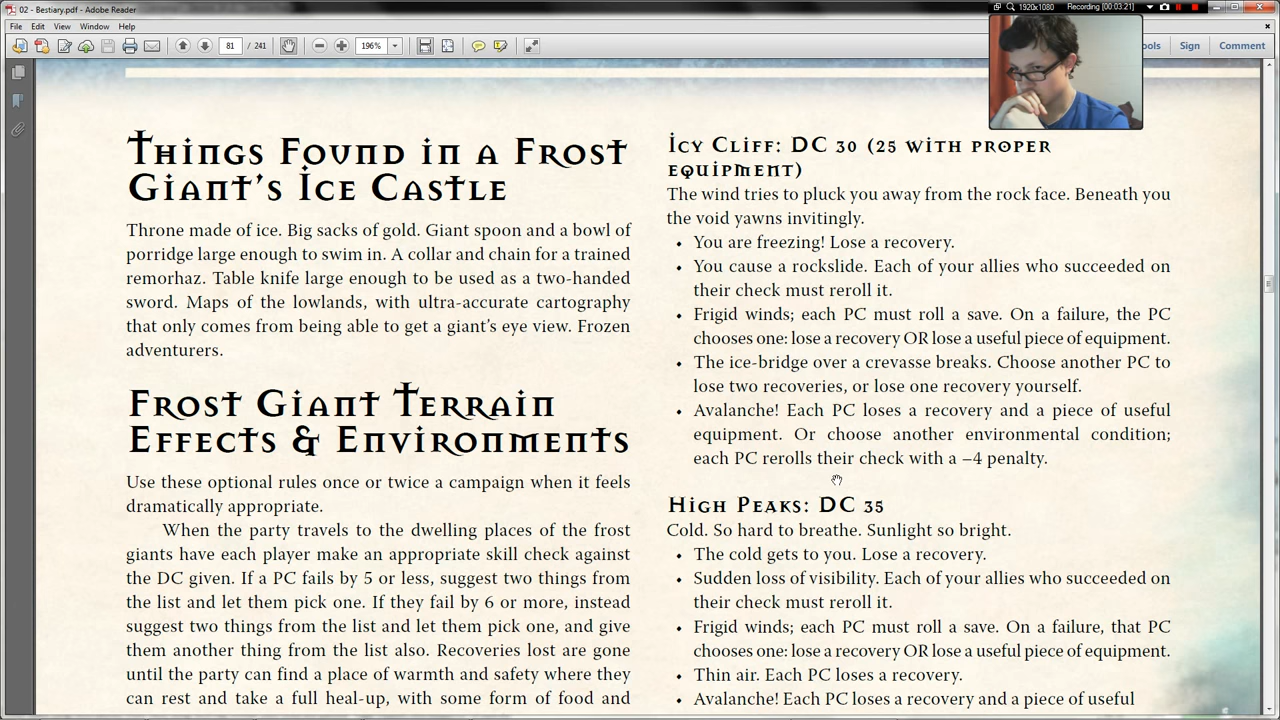 02 - Bestiary.pdf - Adobe Reader
1920x1080 Recording [00:03:21]
File Edit View Window Help
81 / 241 196% Sign Comment
Things Found in a Frost
Giant's Ice Castle
Throne made of ice. Big sacks of gold. Giant spoon and a bowl of
porridge large enough to swim in. A collar and chain for a trained
remorhaz. Table knife large enough to be used as a two-handed
sword. Maps of the lowlands, with ultra-accurate cartography
that only comes from being able to get a giant's eye view. Frozen
adventurers.
Frost Giant Terrain
Effects & Environments
Use these optional rules once or twice a campaign when it feels
dramatically appropriate.
When the party travels to the dwelling places of the frost
giants have each player make an appropriate skill check against
the DC given. If a PC fails by 5 or less, suggest two things from
the list and let them pick one. If they fail by 6 or more, instead
suggest two things from the list and let them pick one, and give
them another thing from the list also. Recoveries lost are gone
until the party can find a place of warmth and safety where they
can rest and take a full heal-up, with some form of food and
Icy Cliff: DC 30 (25 with proper
equipment)
The wind tries to pluck you away from the rock face. Beneath you
the void yawns invitingly.
• You are freezing! Lose a recovery.
• You cause a rockslide. Each of your allies who succeeded on
their check must reroll it.
• Frigid winds; each PC must roll a save. On a failure, the PC
chooses one: lose a recovery OR lose a useful piece of equipment.
• The ice-bridge over a crevasse breaks. Choose another PC to
lose two recoveries, or lose one recovery yourself.
• Avalanche! Each PC loses a recovery and a piece of useful
equipment. Or choose another environmental condition;
each PC rerolls their check with a –4 penalty.
High Peaks: DC 35
Cold. So hard to breathe. Sunlight so bright.
• The cold gets to you. Lose a recovery.
• Sudden loss of visibility. Each of your allies who succeeded on
their check must reroll it.
• Frigid winds; each PC must roll a save. On a failure, that PC
chooses one: lose a recovery OR lose a useful piece of equipment.
• Thin air. Each PC loses a recovery.
• Avalanche! Each PC loses a recovery and a piece of useful